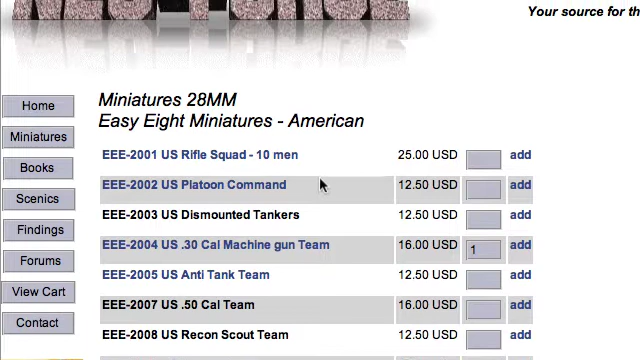 Your source for th
Miniatures 28MM
Easy Eight Miniatures - American
Home
Miniatures
Books
Scenics
Findings
Forums
View Cart
Contact
EEE-2001 US Rifle Squad - 10 men 25.00 USD add
EEE-2002 US Platoon Command 12.50 USD add
EEE-2003 US Dismounted Tankers 12.50 USD add
EEE-2004 US .30 Cal Machine gun Team 16.00 USD 1 add
EEE-2005 US Anti Tank Team 12.50 USD add
EEE-2007 US .50 Cal Team 16.00 USD add
EEE-2008 US Recon Scout Team 12.50 USD add